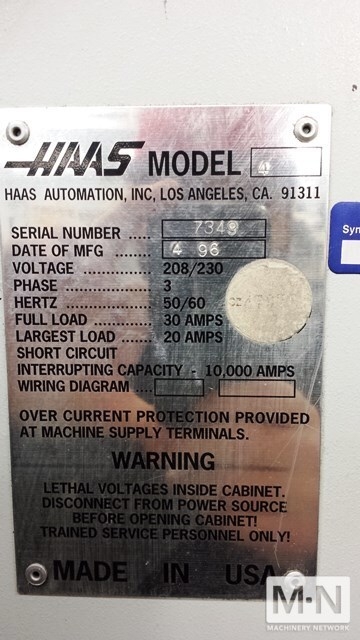 HAAS MODEL 4
HAAS AUTOMATION, INC, LOS ANGELES, CA. 91311
SERIAL NUMBER ..... 7348
DATE OF MFG ..... 4 96
VOLTAGE ............. 208/230
PHASE .................. 3
HERTZ .................. 50/60
FULL LOAD .......... 30 AMPS
LARGEST LOAD ... 20 AMPS
SHORT CIRCUIT
INTERRUPTING CAPACITY - 10,000 AMPS
WIRING DIAGRAM ....
OVER CURRENT PROTECTION PROVIDED
AT MACHINE SUPPLY TERMINALS.
WARNING
LETHAL VOLTAGES INSIDE CABINET.
DISCONNECT FROM POWER SOURCE
BEFORE OPENING CABINET!
TRAINED SERVICE PERSONNEL ONLY!
MADE IN USA
Syn
M-N
MACHINERY NETWORK